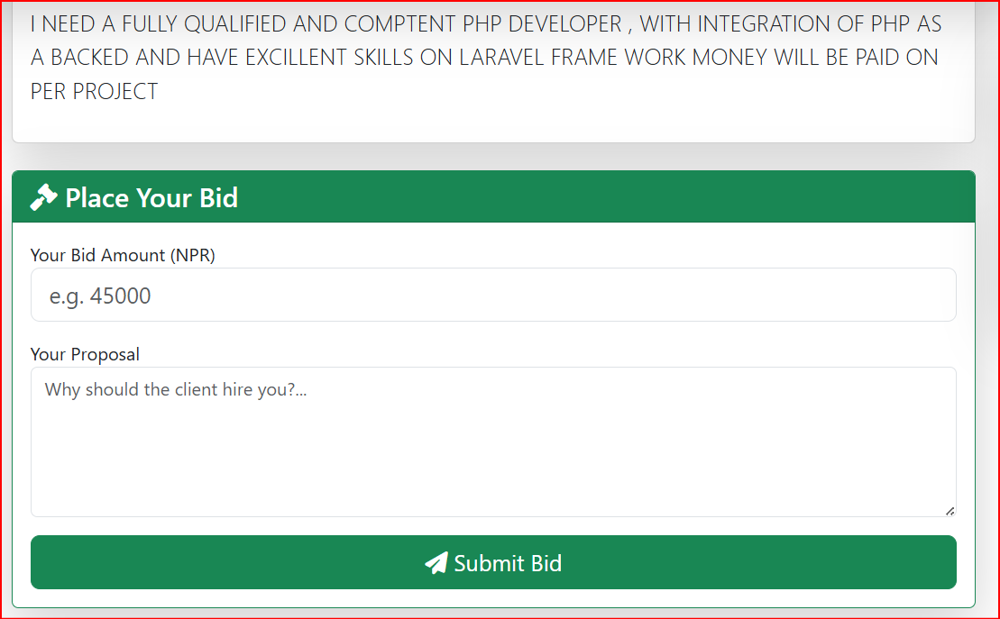 I NEED A FULLY QUALIFIED AND COMPTENT PHP DEVELOPER , WITH INTEGRATION OF PHP AS
A BACKED AND HAVE EXCILLENT SKILLS ON LARAVEL FRAME WORK MONEY WILL BE PAID ON
PER PROJECT
Place Your Bid
Your Bid Amount (NPR)
e.g. 45000
Your Proposal
Why should the client hire you?...
Submit Bid